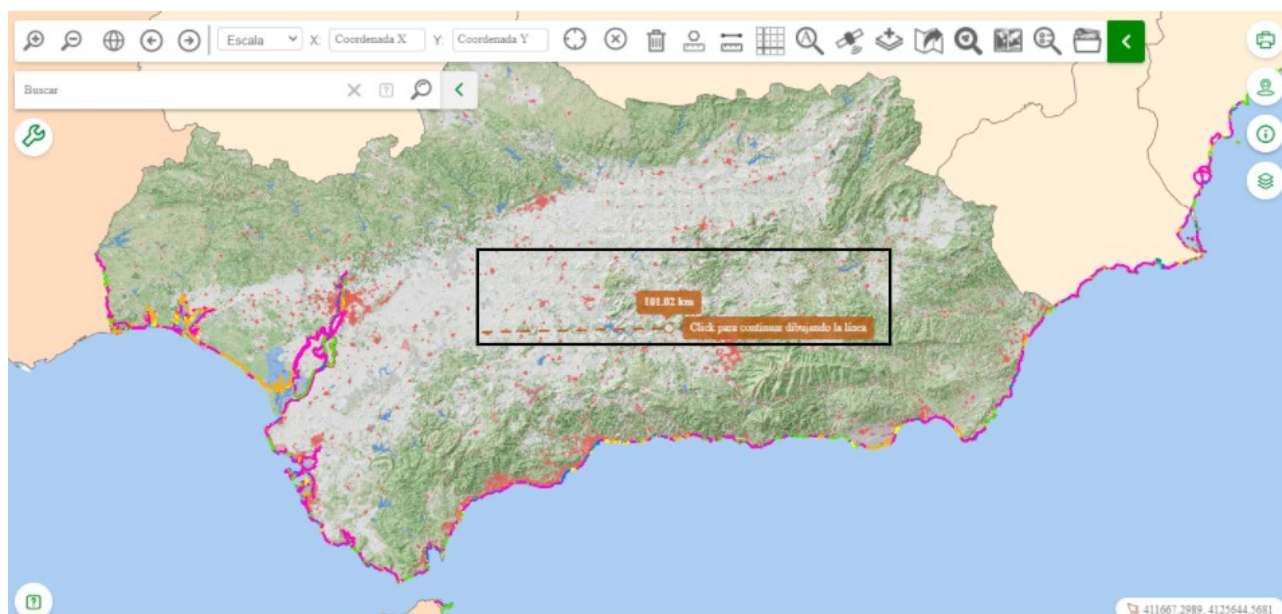 Escala
X:
Coordenada X
Y:
Coordenada Y
Buscar
101.02 km
Click para continuar dibujando la línea
411667.2989, 4125644.5681